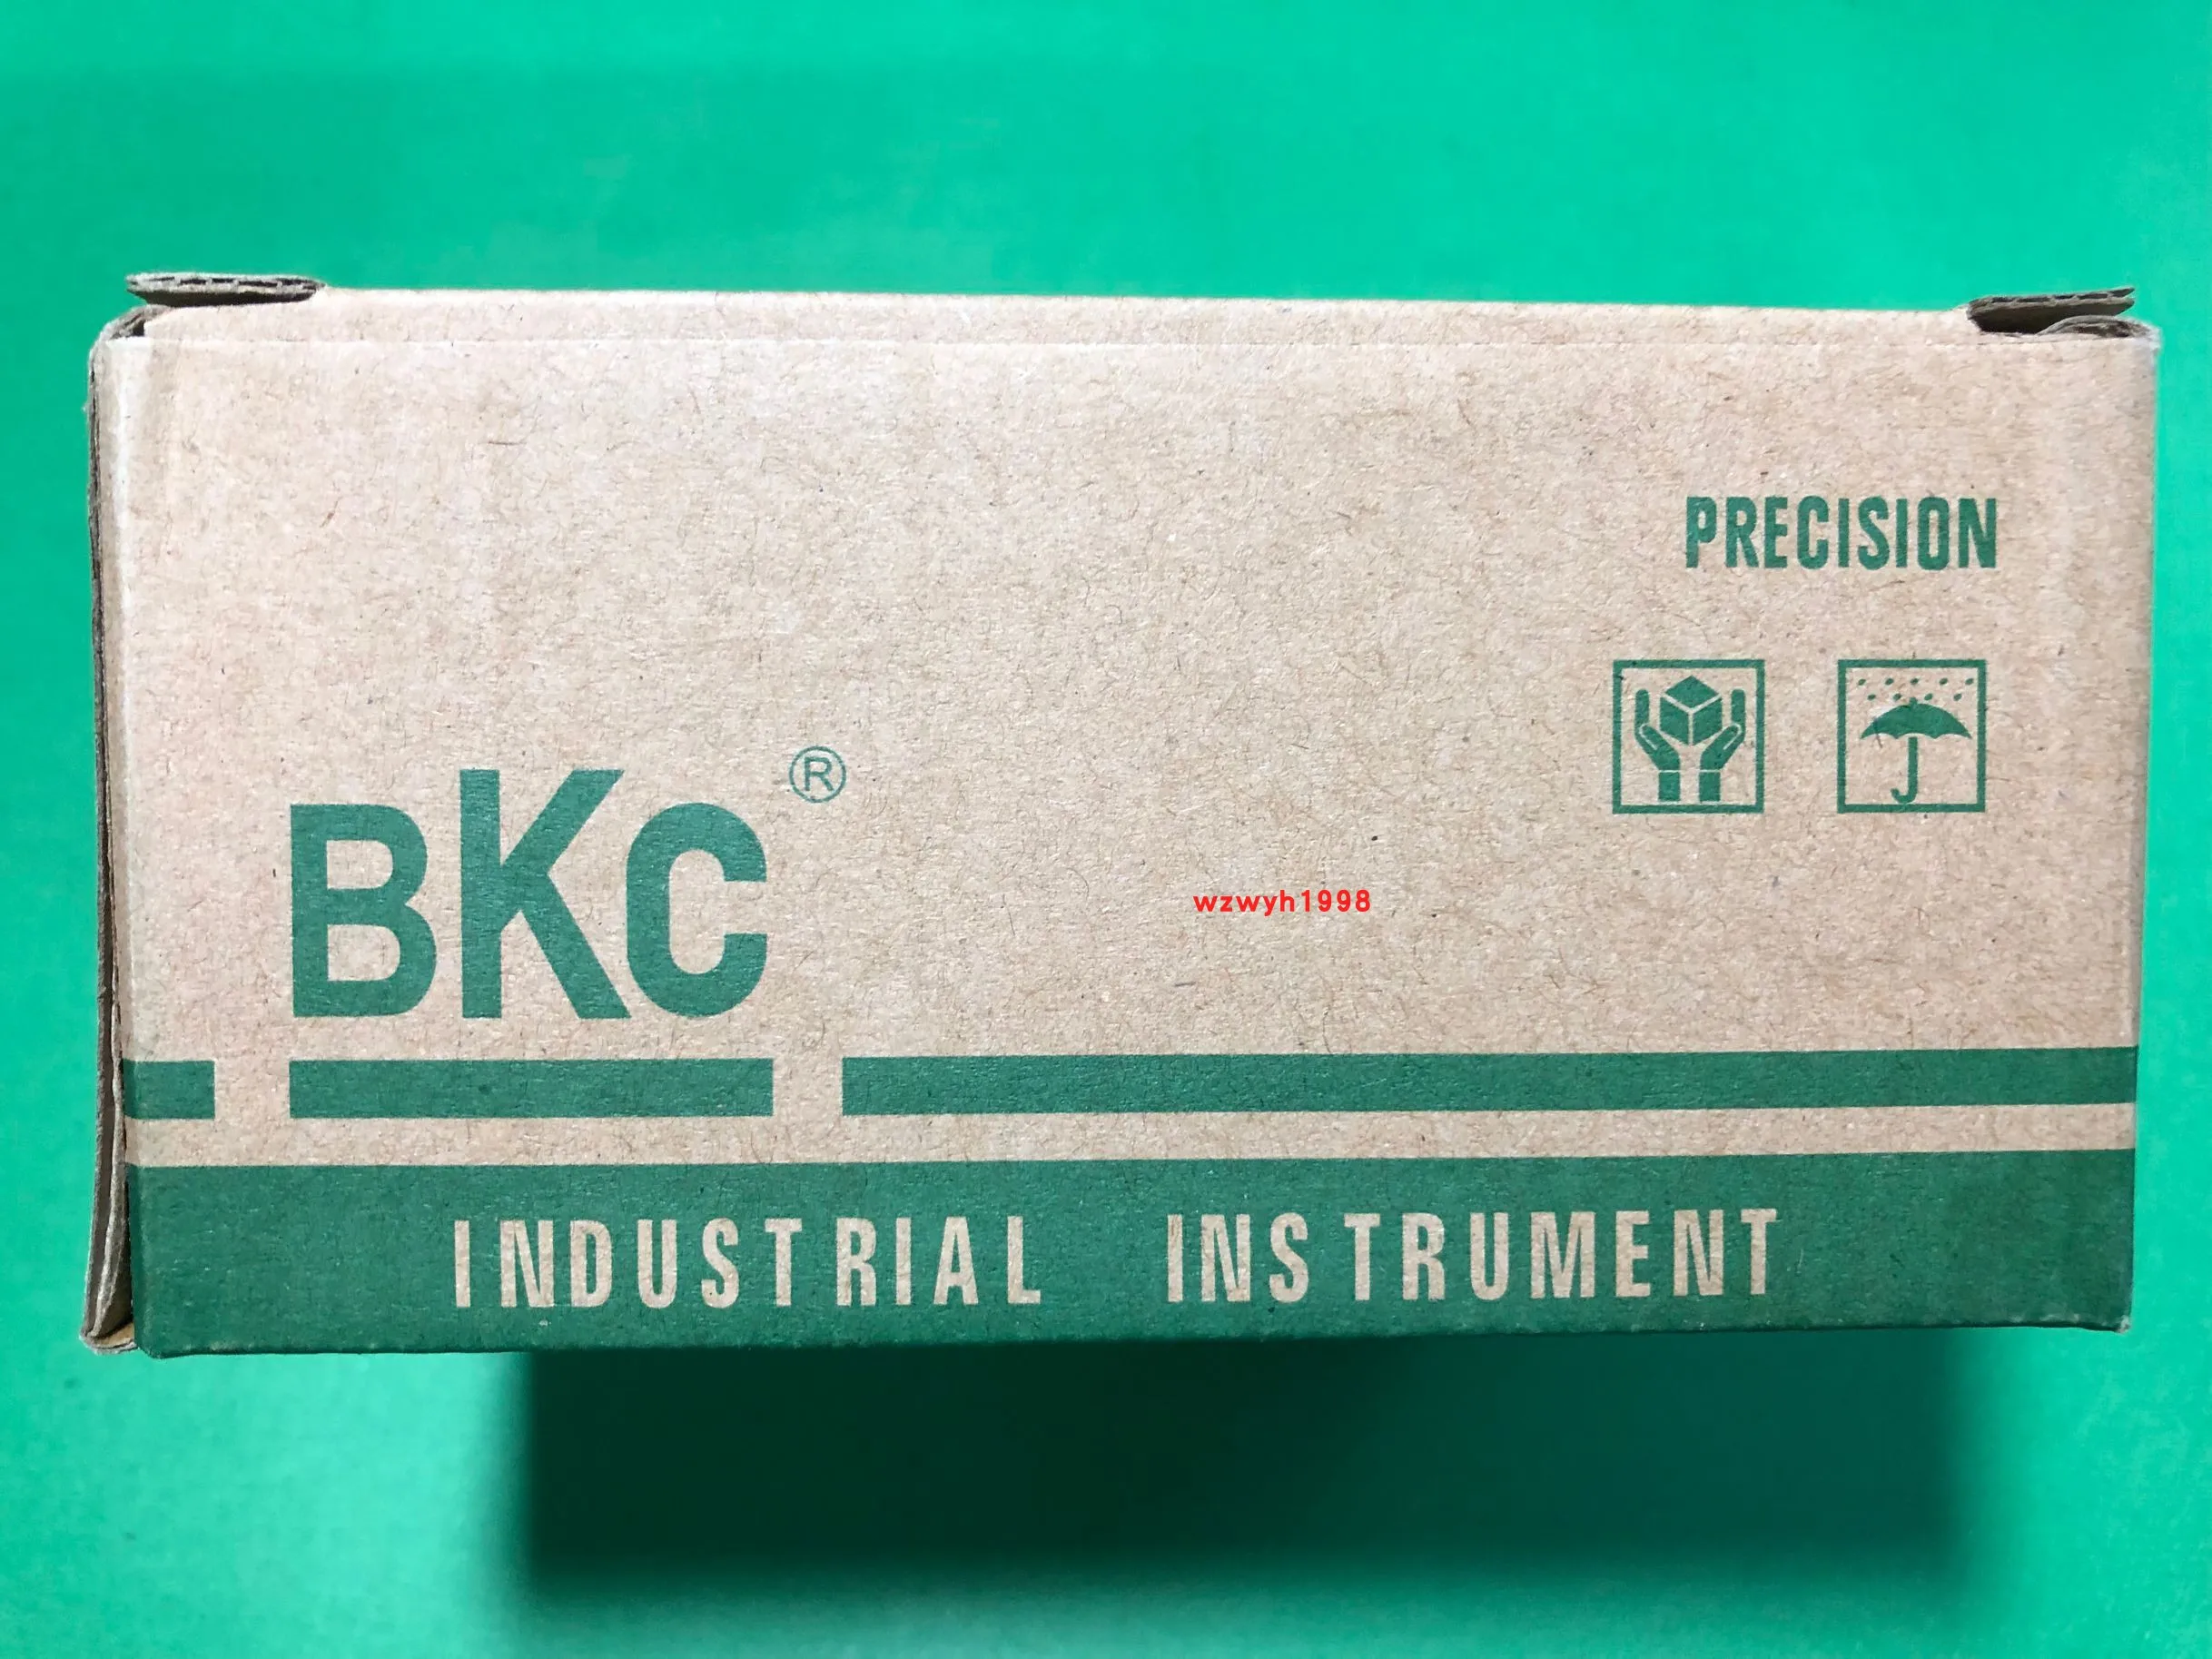 PRECISION
BKC®
wzwyh1998
INDUSTRIAL INSTRUMENT